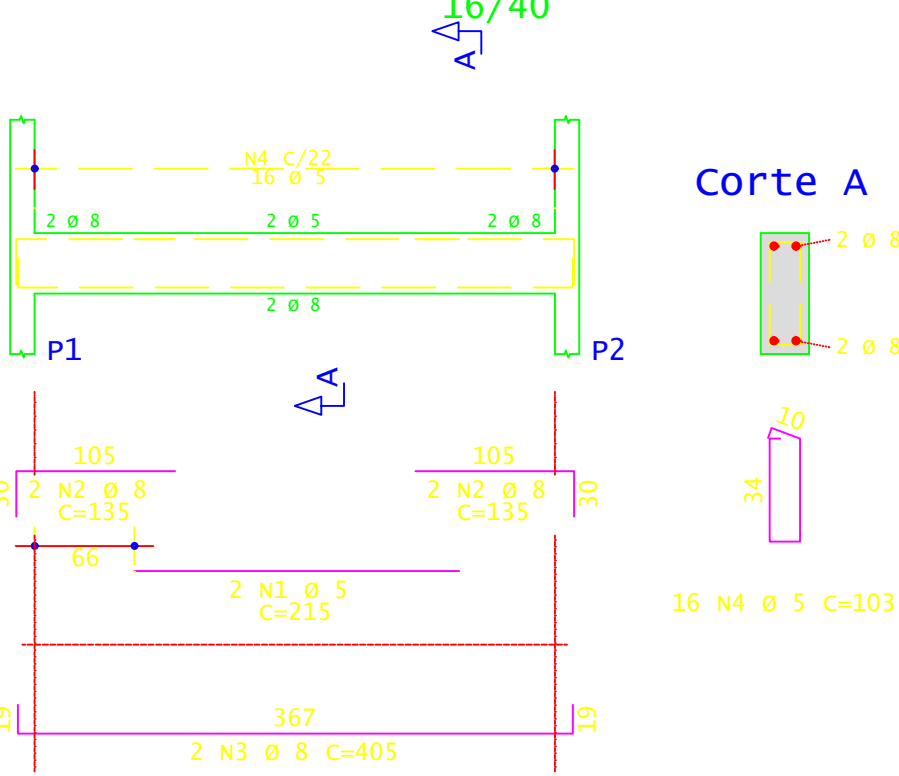 16/40
A
N4 C/22
16 Ø 5
Corte A
2 Ø 8
2 Ø 5
2 Ø 8
2 Ø 8
2 Ø 8
P1
P2
2 Ø 8
A
10
105
105
30
2 N2 Ø 8
C=135
2 N2 Ø 8
C=135
30
34
66
2 N1 Ø 5
C=215
16 N4 Ø 5 C=103
19
367
19
2 N3 Ø 8 C=405